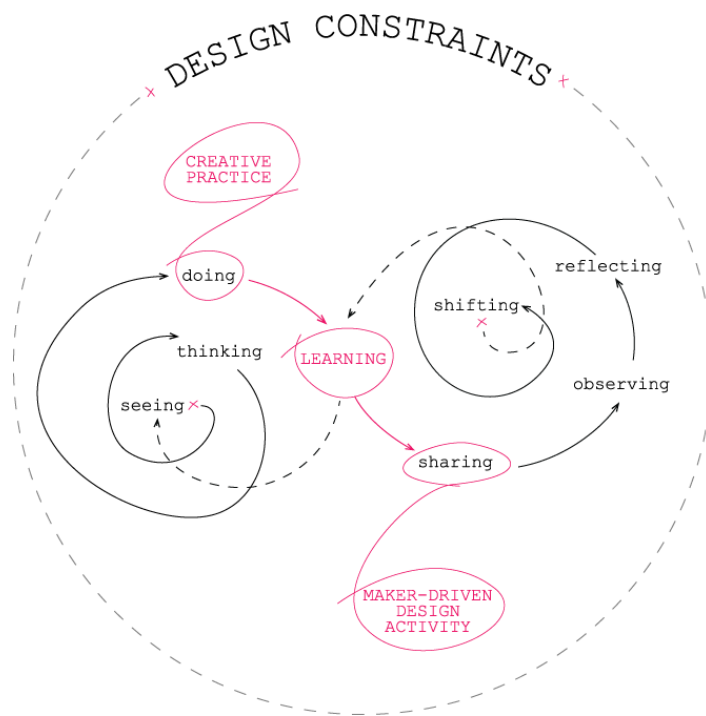 DESIGN CONSTRAINTS
CREATIVE
PRACTICE
doing
reflecting
shifting
thinking
LEARNING
observing
seeing
sharing
MAKER-DRIVEN
DESIGN
ACTIVITY